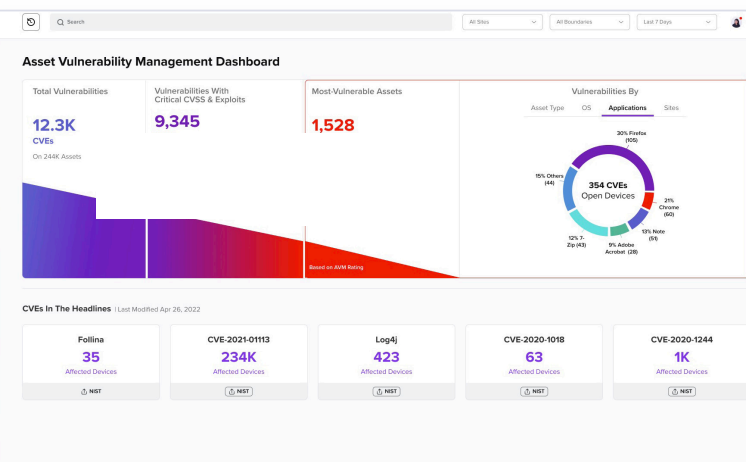 Search
All Sites
All Boundaries
Last 7 Days
Asset Vulnerability Management Dashboard
Total Vulnerabilities
12.3K
CVEs
On 244K Assets
Vulnerabilities With
Critical CVSS & Exploits
9,345
Most-Vulnerable Assets
1,528
Based on AVM Rating
Vulnerabilities By
Asset Type
OS
Applications
Sites
30% Firefox
(105)
15% Others
(44)
354 CVEs
Open Devices
21%
Chrome
(60)
13% Note
(51)
12% 7-
Zip (43)
9% Adobe
Acrobat (28)
CVEs In The Headlines | Last Modified Apr 26, 2022
Follina
35
Affected Devices
NIST
CVE-2021-01113
234K
Affected Devices
NIST
Log4j
423
Affected Devices
NIST
CVE-2020-1018
63
Affected Devices
NIST
CVE-2020-1244
1K
Affected Devices
NIST